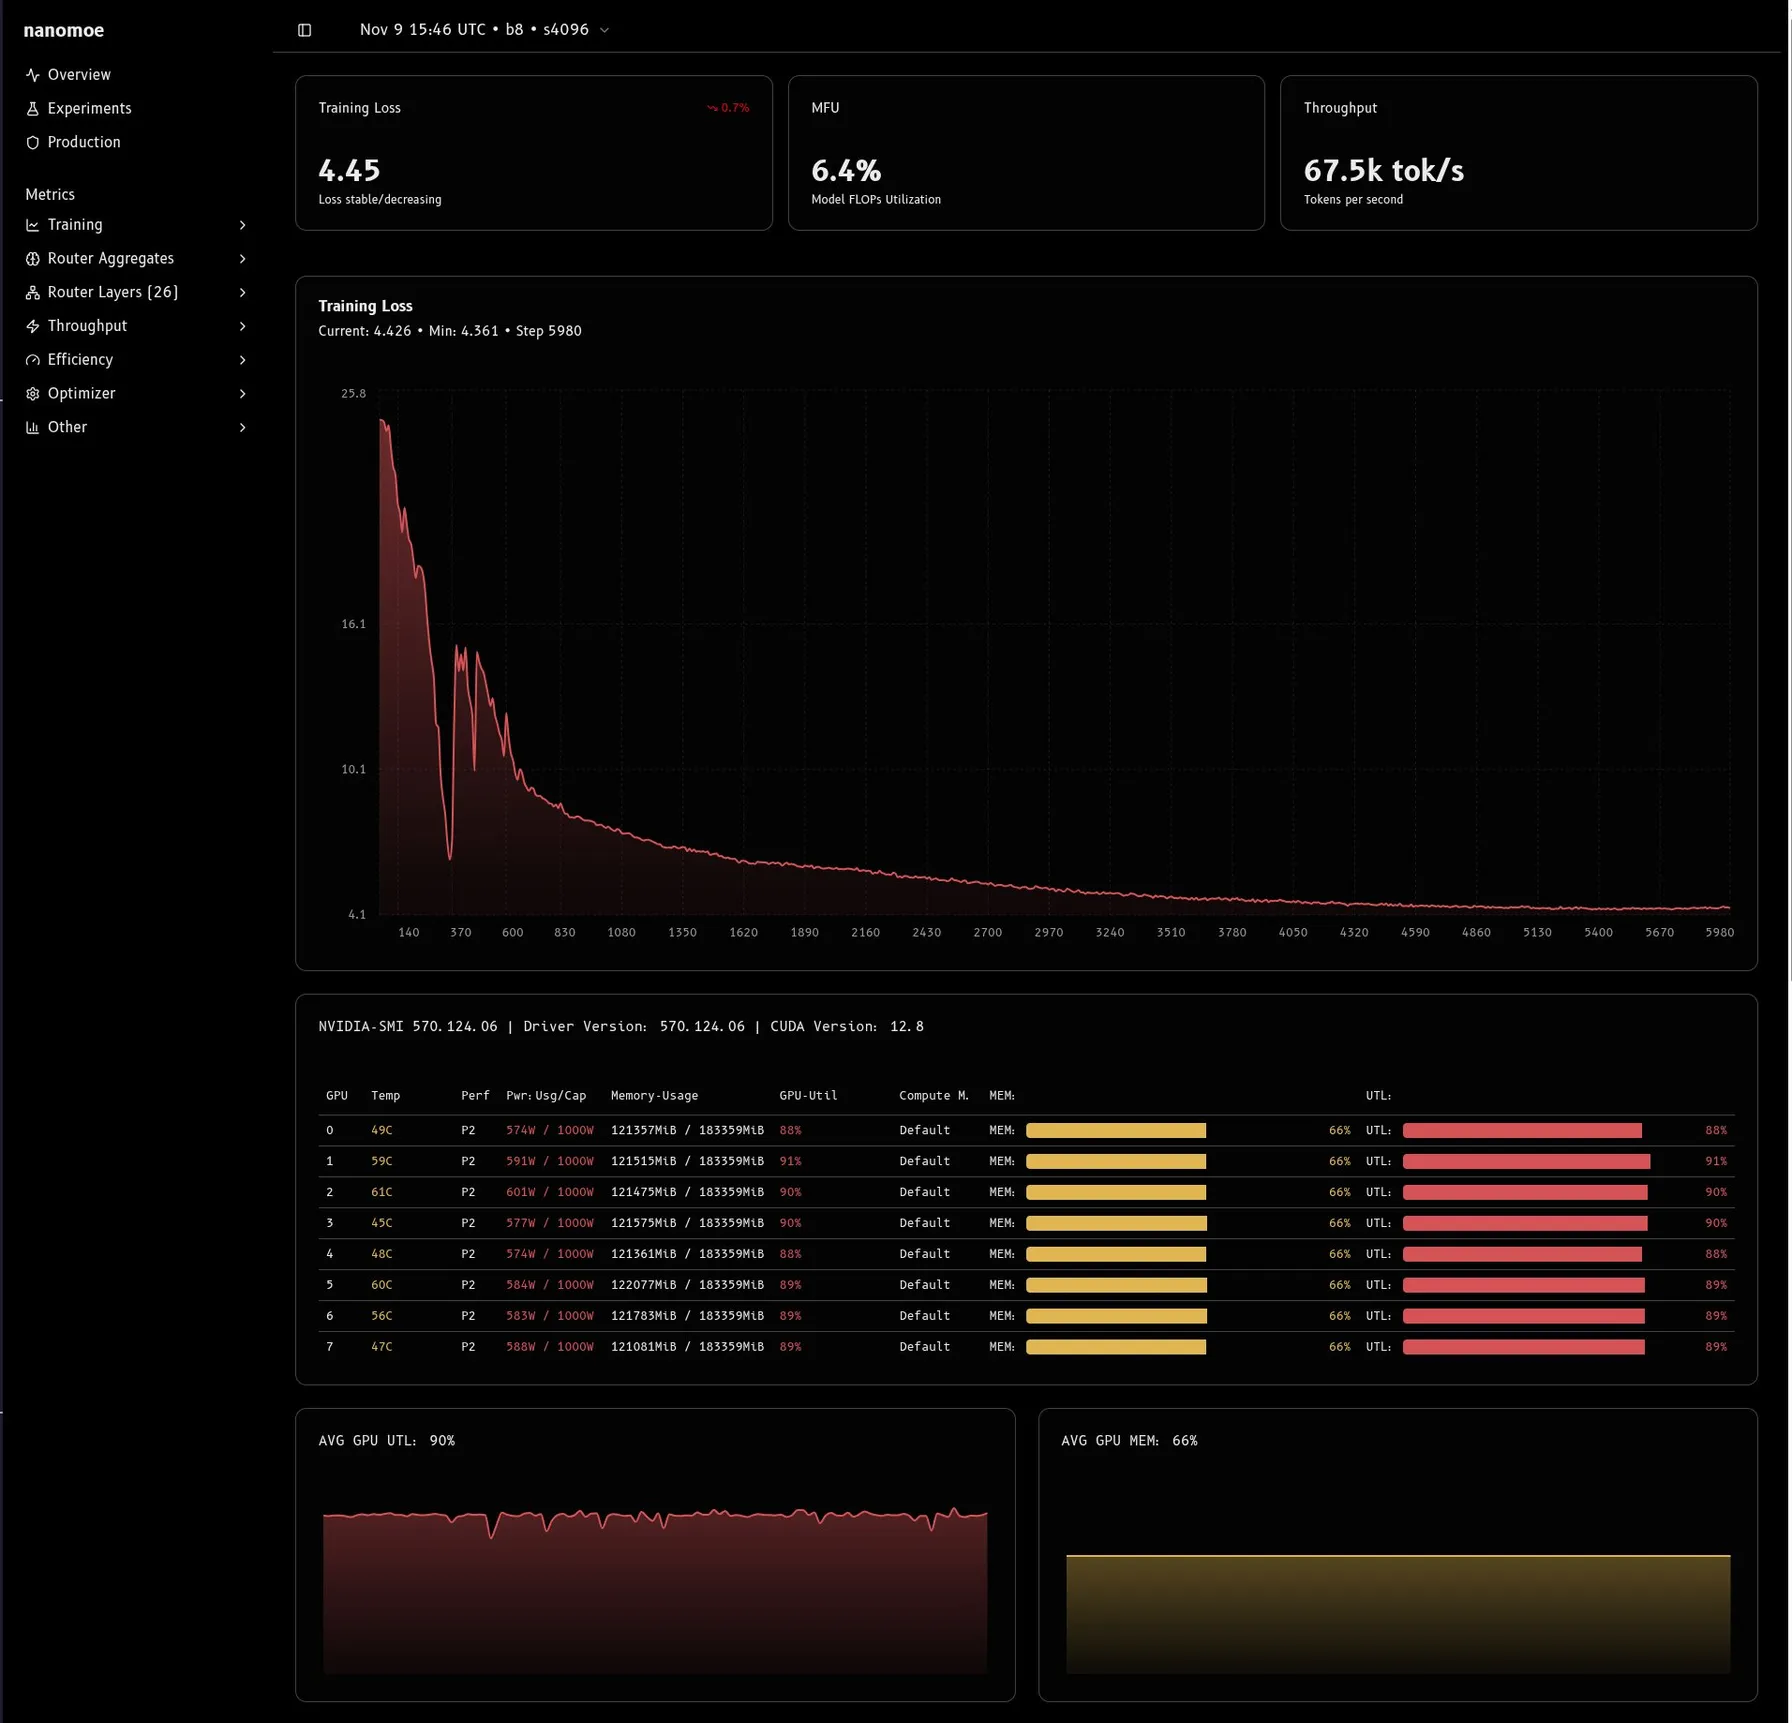 nanomoe
Overview
Experiments
Production
Metrics
Training
Router Aggregates
Router Layers [26]
Throughput
Efficiency
Optimizer
Other
Nov 9 15:46 UTC • b8 • s4096
Training Loss 0.7%
4.45
Loss stable/decreasing
MFU
6.4%
Model FLOPs Utilization
Throughput
67.5k tok/s
Tokens per second
Training Loss
Current: 4.426 • Min: 4.361 • Step 5980
25.8
16.1
10.1
4.1
140 370 600 830 1080 1350 1620 1890 2160 2430 2700 2970 3240 3510 3780 4050 4320 4590 4860 5130 5400 5670 5980
NVIDIA-SMI 570.124.06 | Driver Version: 570.124.06 | CUDA Version: 12.8
GPU Temp Perf Pwr:Usg/Cap Memory-Usage GPU-Util Compute M. MEM: UTL:
0 49C P2 574W / 1000W 121357MiB / 183359MiB 88% Default MEM: 66% UTL: 88%
1 59C P2 591W / 1000W 121515MiB / 183359MiB 91% Default MEM: 66% UTL: 91%
2 61C P2 601W / 1000W 121475MiB / 183359MiB 90% Default MEM: 66% UTL: 90%
3 45C P2 577W / 1000W 121575MiB / 183359MiB 90% Default MEM: 66% UTL: 90%
4 48C P2 574W / 1000W 121361MiB / 183359MiB 88% Default MEM: 66% UTL: 88%
5 60C P2 584W / 1000W 122077MiB / 183359MiB 89% Default MEM: 66% UTL: 89%
6 56C P2 583W / 1000W 121783MiB / 183359MiB 89% Default MEM: 66% UTL: 89%
7 47C P2 588W / 1000W 121081MiB / 183359MiB 89% Default MEM: 66% UTL: 89%
AVG GPU UTL: 90%
AVG GPU MEM: 66%